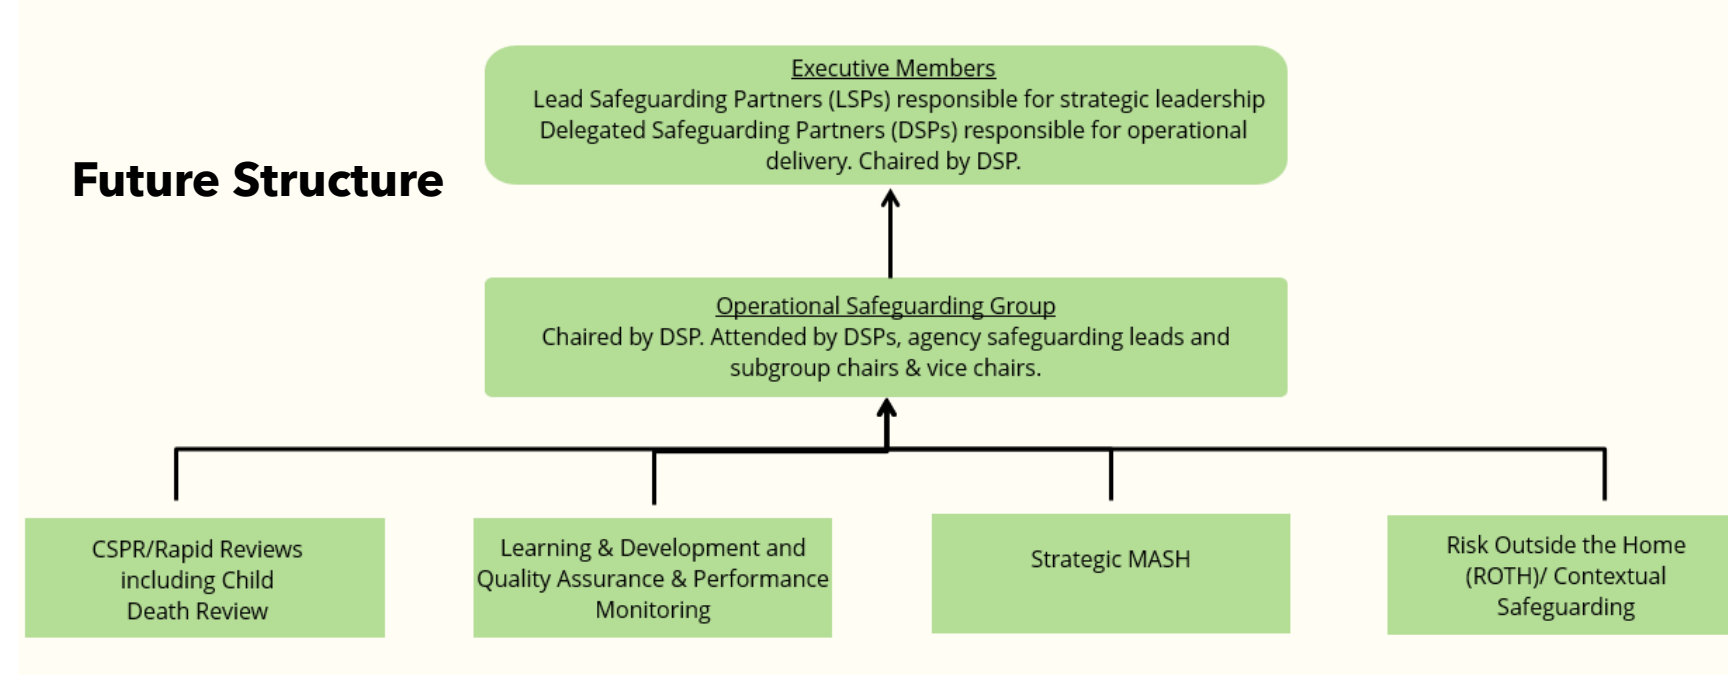 Executive Members
Lead Safeguarding Partners (LSPs) responsible for strategic leadership
Delegated Safeguarding Partners (DSPs) responsible for operational
delivery. Chaired by DSP.
Future Structure
Operational Safeguarding Group
Chaired by DSP. Attended by DSPs, agency safeguarding leads and
subgroup chairs & vice chairs.
CSPR/Rapid Reviews
including Child
Death Review
Learning & Development and
Quality Assurance & Performance
Monitoring
Strategic MASH
Risk Outside the Home
(ROTH)/ Contextual
Safeguarding